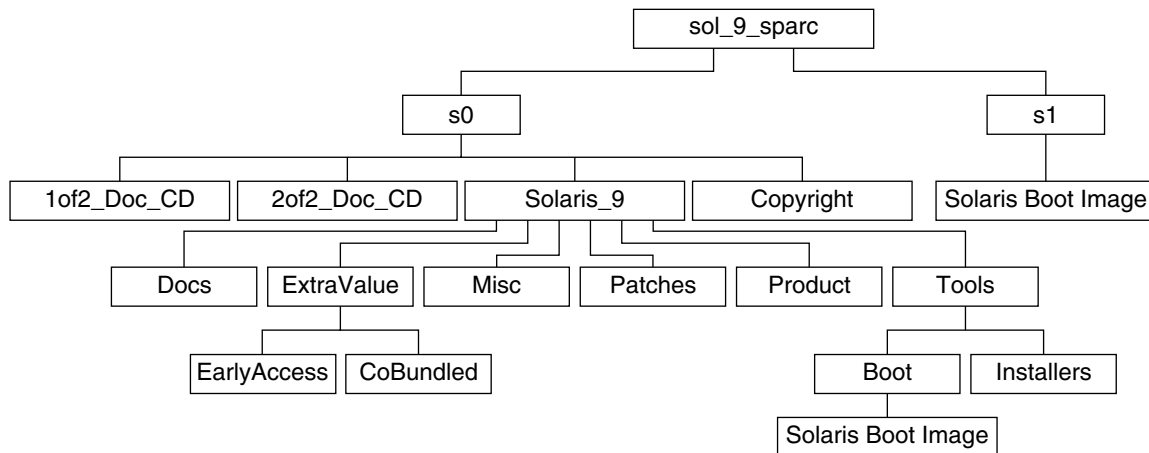 sol_9_sparc
s0
s1
1of2_Doc_CD
2of2_Doc_CD
Solaris_9
Copyright
Solaris Boot Image
Docs
ExtraValue
Misc
Patches
Product
Tools
EarlyAccess
CoBundled
Boot
Installers
Solaris Boot Image